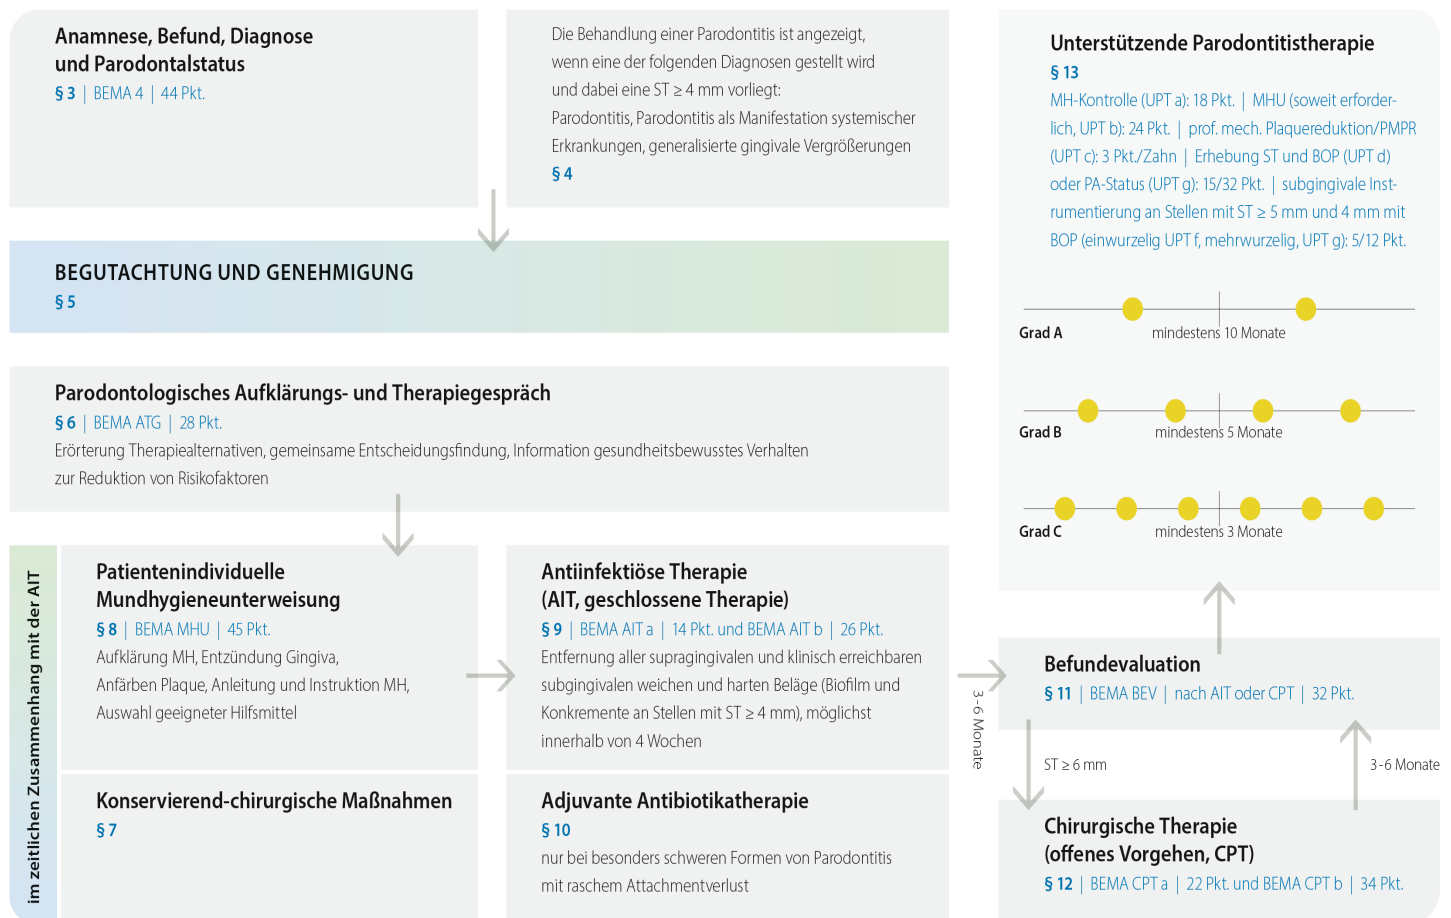 Anamnese, Befund, Diagnose
und Parodontalstatus
§ 3 | BEMA 4 | 44 Pkt.
Die Behandlung einer Parodontitis ist angezeigt,
wenn eine der folgenden Diagnosen gestellt wird
und dabei eine ST ≥ 4 mm vorliegt:
Parodontitis, Parodontitis als Manifestation systemischer
Erkrankungen, generalisierte gingivale Vergrößerungen
§ 4
BEGUTACHTUNG UND GENEHMIGUNG
§ 5
Parodontologisches Aufklärungs- und Therapiegespräch
§ 6 | BEMA ATG | 28 Pkt.
Erörterung Therapiealternativen, gemeinsame Entscheidungsfindung, Information gesundheitsbewusstes Verhalten
zur Reduktion von Risikofaktoren
im zeitlichen Zusammenhang mit der AIT
Patientenindividuelle
Mundhygieneunterweisung
§ 8 | BEMA MHU | 45 Pkt.
Aufklärung MH, Entzündung Gingiva,
Anfärben Plaque, Anleitung und Instruktion MH,
Auswahl geeigneter Hilfsmittel
Konservierend-chirurgische Maßnahmen
§ 7
Antiinfektiöse Therapie
(AIT, geschlossene Therapie)
§ 9 | BEMA AIT a | 14 Pkt. und BEMA AIT b | 26 Pkt.
Entfernung aller supragingivalen und klinisch erreichbaren
subgingivalen weichen und harten Beläge (Biofilm und
Konkremente an Stellen mit ST ≥ 4 mm), möglichst
innerhalb von 4 Wochen
Adjuvante Antibiotikatherapie
§ 10
nur bei besonders schweren Formen von Parodontitis
mit raschem Attachmentverlust
3-6 Monate
Befundevaluation
§ 11 | BEMA BEV | nach AIT oder CPT | 32 Pkt.
ST ≥ 6 mm
3-6 Monate
Chirurgische Therapie
(offenes Vorgehen, CPT)
§ 12 | BEMA CPT a | 22 Pkt. und BEMA CPT b | 34 Pkt.
Unterstützende Parodontitistherapie
§ 13
MH-Kontrolle (UPT a): 18 Pkt. | MHU (soweit erforder-
lich, UPT b): 24 Pkt. | prof. mech. Plaquereduktion/PMPR
(UPT c): 3 Pkt./Zahn | Erhebung ST und BOP (UPT d)
oder PA-Status (UPT g): 15/32 Pkt. | subgingivale Inst-
rumentierung an Stellen mit ST ≥ 5 mm und 4 mm mit
BOP (einwurzelig UPT f, mehrwurzelig, UPT g): 5/12 Pkt.
Grad A
mindestens 10 Monate
Grad B
mindestens 5 Monate
Grad C
mindestens 3 Monate